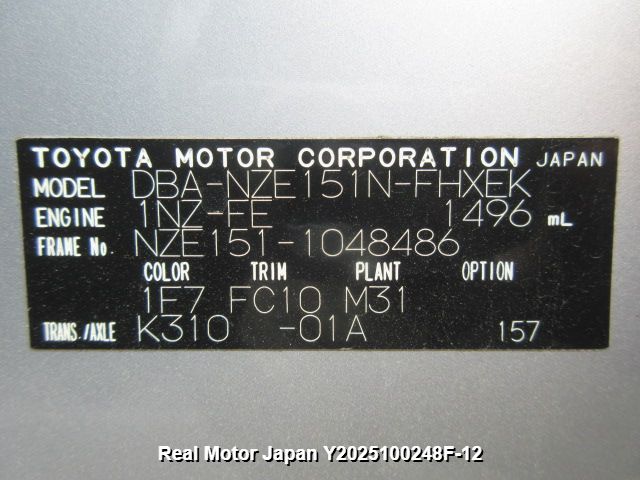 TOYOTA MOTOR CORPORATION JAPAN
MODEL DBA-NZE151N-FHXEK
ENGINE 1NZ-FE 1496 mL
FRAME No. NZE151-1048486
COLOR TRIM PLANT OPTION
1E7 FC10 M31
TRANS./AXLE K310 -01A 157
Real Motor Japan Y2025100248F-12